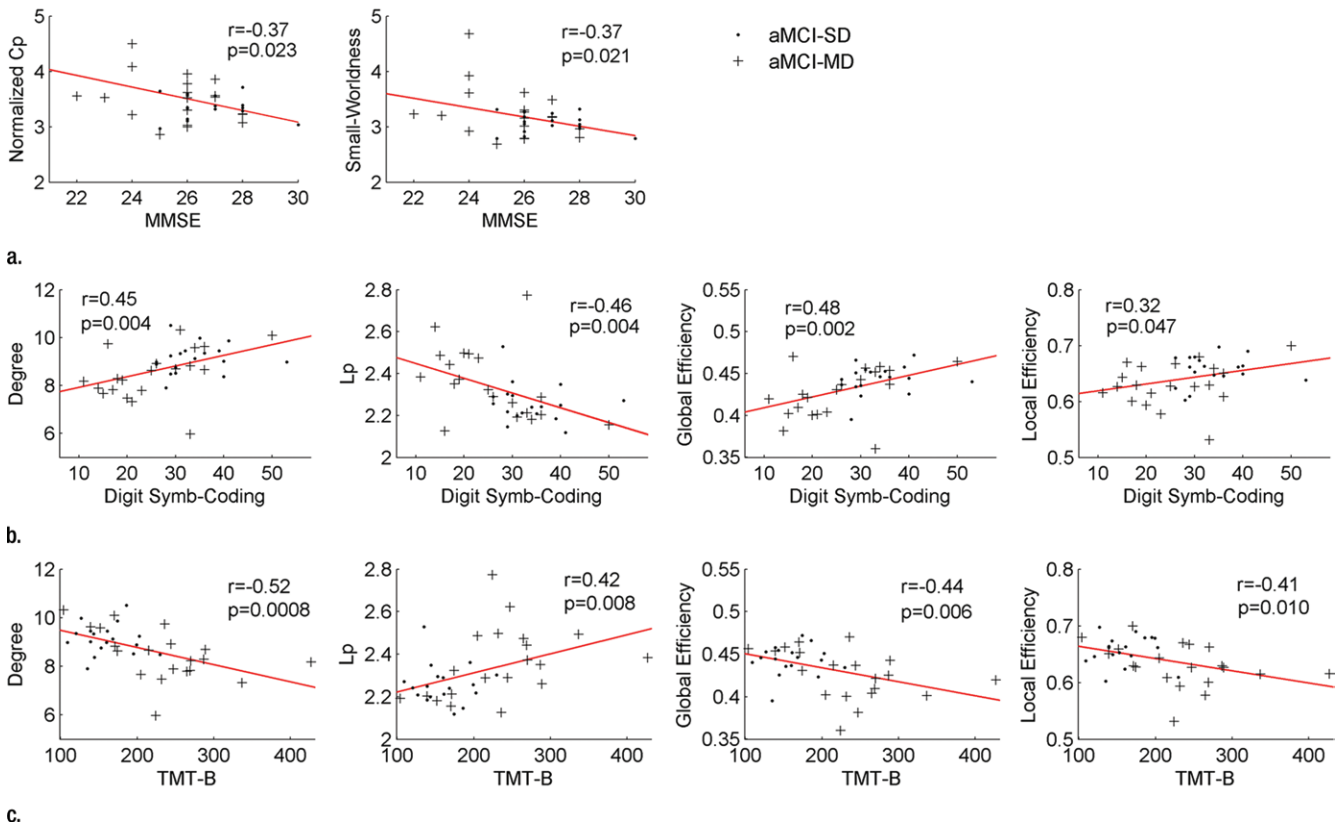 r=-0.37
p=0.023
Normalized Cp
5
4
3
2
22 24 26 28 30
MMSE
r=-0.37
p=0.021
Small-Worldness
5
4
3
2
22 24 26 28 30
MMSE
aMCI-SD
aMCI-MD
a.
r=0.45
p=0.004
Degree
12
10
8
6
10 20 30 40 50
Digit Symb-Coding
r=-0.46
p=0.004
Lp
2.8
2.6
2.4
2.2
2
10 20 30 40 50
Digit Symb-Coding
r=0.48
p=0.002
Global Efficiency
0.55
0.5
0.45
0.4
0.35
10 20 30 40 50
Digit Symb-Coding
r=0.32
p=0.047
Local Efficiency
0.8
0.7
0.6
0.5
10 20 30 40 50
Digit Symb-Coding
b.
r=-0.52
p=0.0008
Degree
12
10
8
6
100 200 300 400
TMT-B
r=0.42
p=0.008
Lp
2.8
2.6
2.4
2.2
2
100 200 300 400
TMT-B
r=-0.44
p=0.006
Global Efficiency
0.55
0.5
0.45
0.4
0.35
100 200 300 400
TMT-B
r=-0.41
p=0.010
Local Efficiency
0.8
0.7
0.6
0.5
100 200 300 400
TMT-B
c.